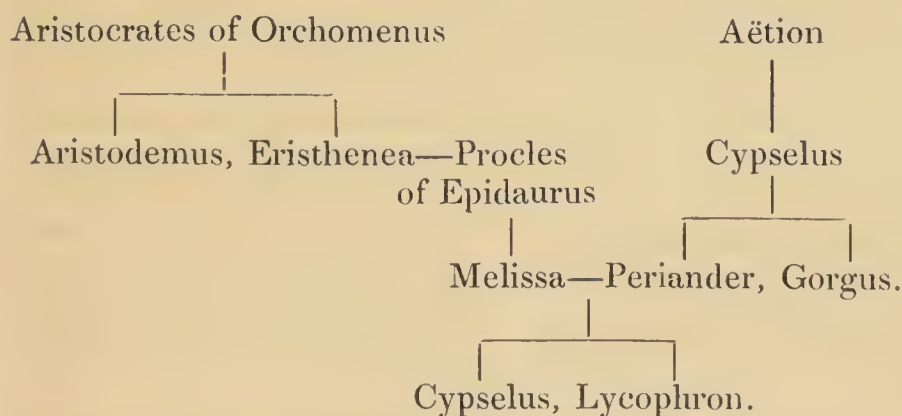 Aristocrates of Orchomenus Aëtion
Aristodemus, Eristhenea—Procles Cypselus
of Epidaurus
Melissa—Periander, Gorgus.
Cypselus, Lycophron.